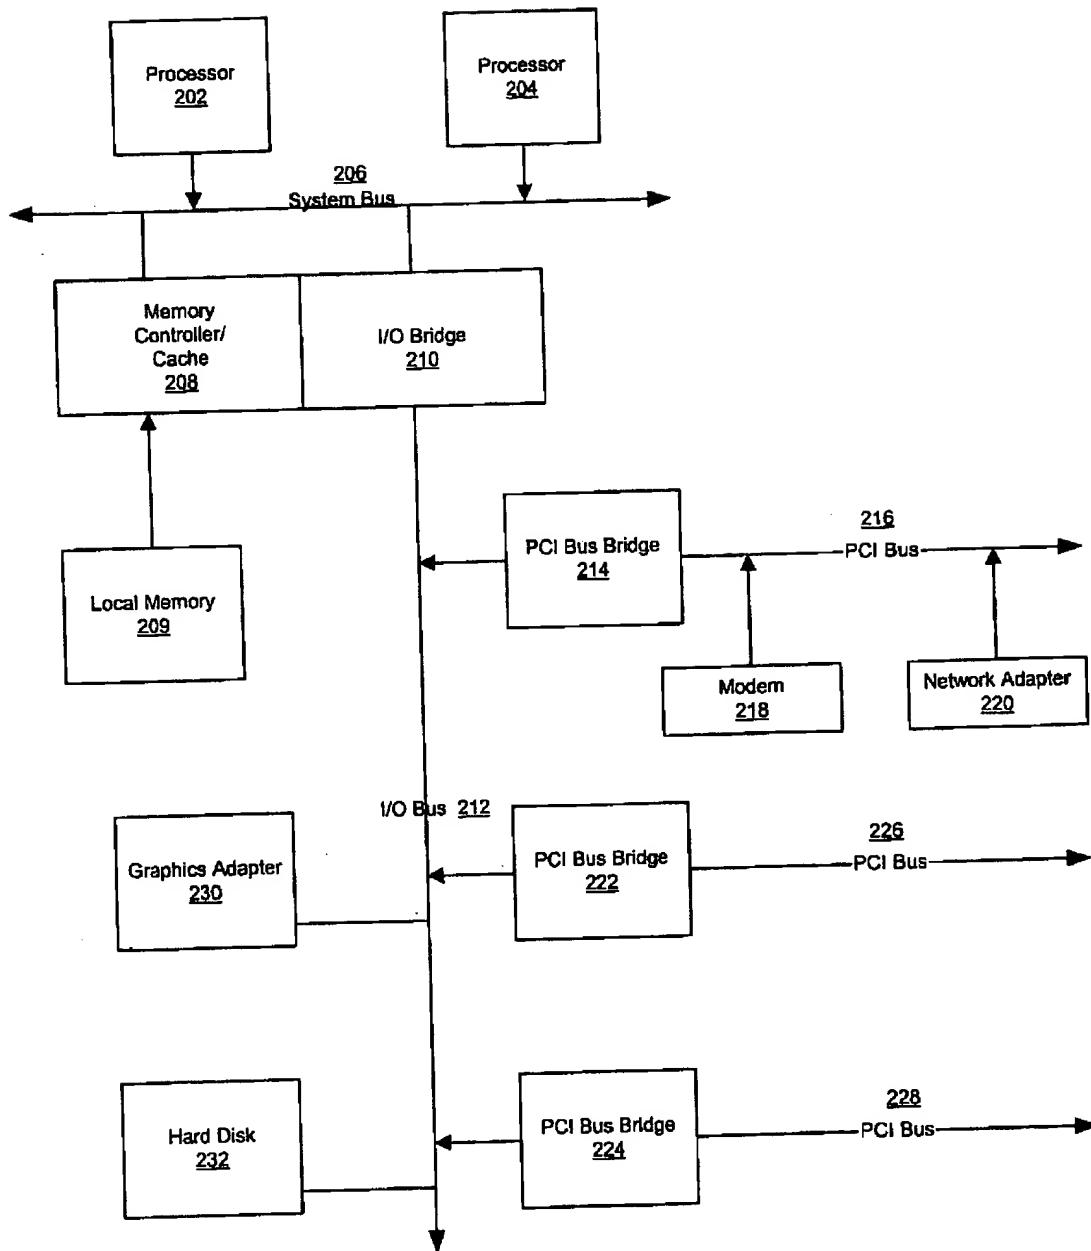 Processor
202
Processor
204
206
System Bus
Memory
Controller/
Cache
208
I/O Bridge
210
Local Memory
209
PCI Bus Bridge
214
216
PCI Bus
Modem
218
Network Adapter
220
I/O Bus 212
Graphics Adapter
230
PCI Bus Bridge
222
226
PCI Bus
Hard Disk
232
PCI Bus Bridge
224
228
PCI Bus